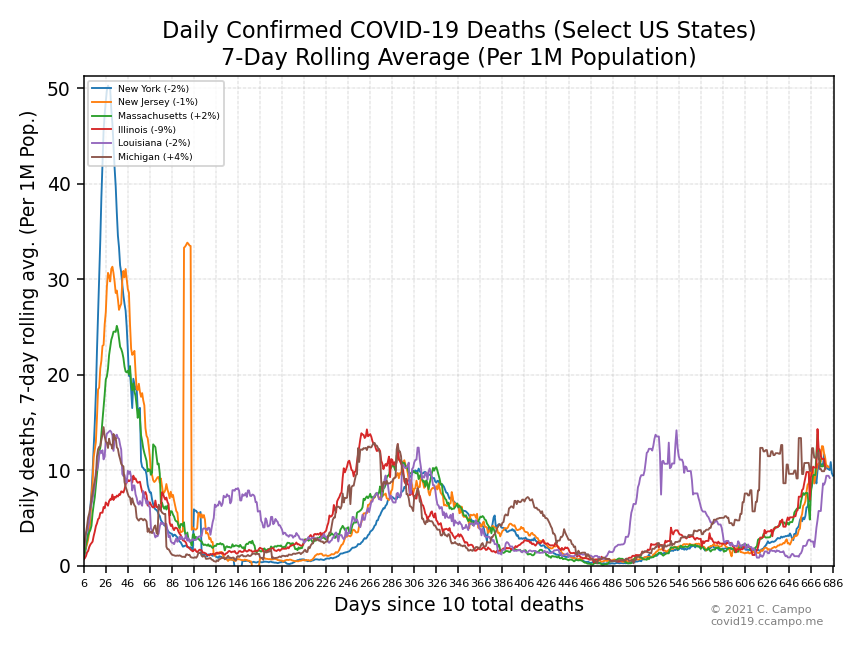 Daily Confirmed COVID-19 Deaths (Select US States)
7-Day Rolling Average (Per 1M Population)
Daily deaths, 7-day rolling avg. (Per 1M Pop.)
50
40
30
20
10
0
New York (-2%)
New Jersey (-1%)
Massachusetts (+2%)
Illinois (-9%)
Louisiana (-2%)
Michigan (+4%)
6 26 46 66 86 106 126 146 166 186 206 226 246 266 286 306 326 346 366 386 406 426 446 466 486 506 526 546 566 586 606 626 646 666 686
Days since 10 total deaths
© 2021 C. Campo
covid19.ccampo.me